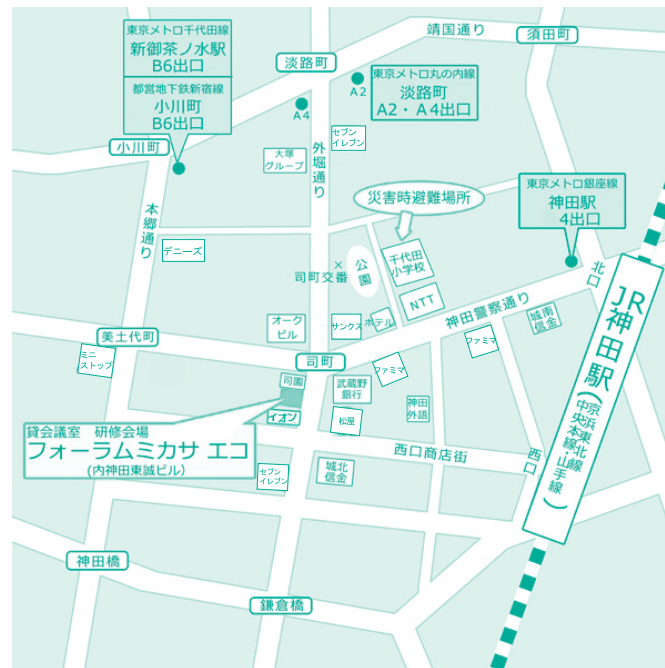 東京メトロ千代田線
新御茶ノ水駅
B6出口
都営地下鉄新宿線
小川町
B6出口
淡路町
靖国通り
須田町
東京メトロ丸の内線
淡路町
A2・A4出口
A2
A4
小川町
大塚
グループ
セブン
イレブン
外堀通り
本郷通り
災害時避難場所
東京メトロ銀座線
神田駅
4出口
デニーズ
×
司町交番
公園
千代田
小学校
NTT
北口
神田警察通り
オーク
ビル
サンクス
ホテル
城南
信金
美土代町
司町
ファミマ
ファミマ
ミニ
ストップ
司園
武蔵野
銀行
神田
外語
イオン
松屋
貸会議室 研修会場
フォーラムミカサ エコ
(内神田東誠ビル)
西口商店街
西口
セブン
イレブン
城北
信金
JR神田駅(京浜東北線
中央本線・山手線)
神田橋
鎌倉橋